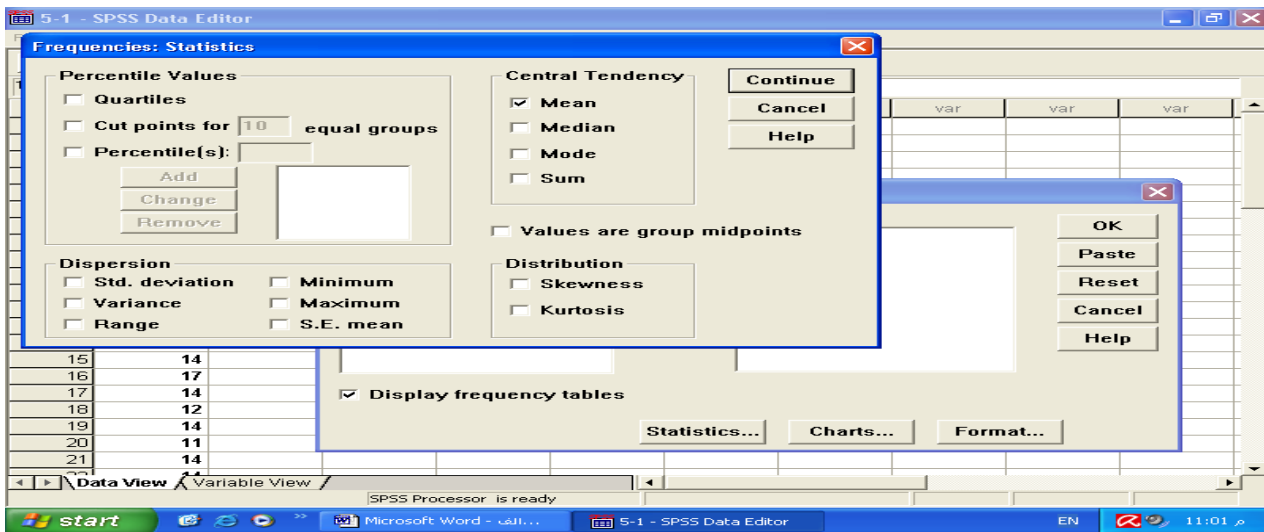 5-1 - SPSS Data Editor
Frequencies: Statistics
Percentile Values
Quartiles
Cut points for 10 equal groups
Percentile(s):
Add
Change
Remove
Central Tendency
Mean
Median
Mode
Sum
Continue
Cancel
Help
Values are group midpoints
Dispersion
Std. deviation Minimum
Variance Maximum
Range S.E. mean
Distribution
Skewness
Kurtosis
var var var
OK
Paste
Reset
Cancel
Help
15 14
16 17
17 14
18 12
19 14
20 11
21 14
Display frequency tables
Statistics... Charts... Format...
Data View Variable View
SPSS Processor is ready
start Microsoft Word - الف... 5-1 - SPSS Data Editor EN 11:01 م